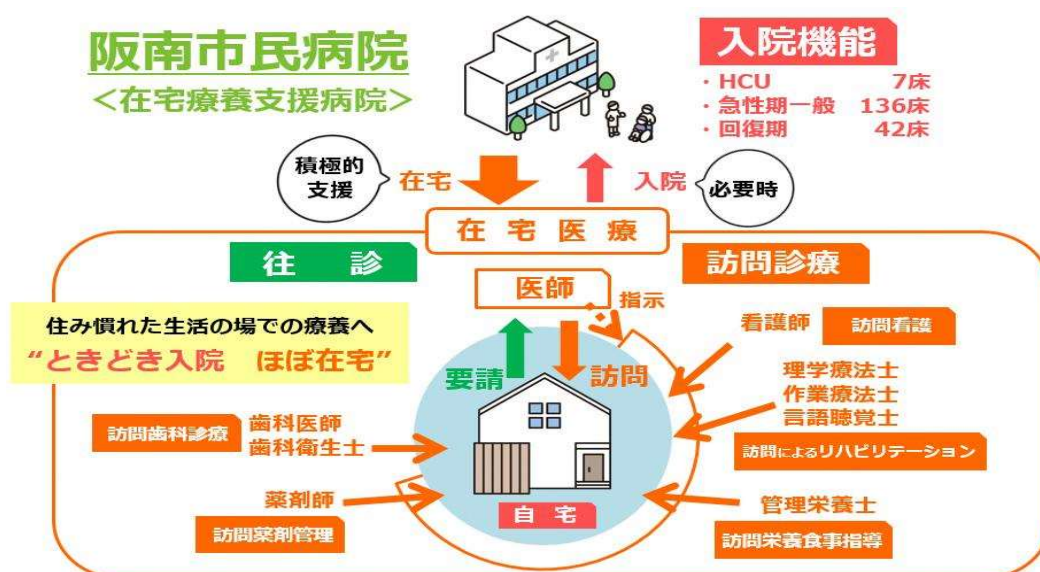 阪南市民病院
<在宅療養支援病院>
入院機能
・HCU 7床
・急性期一般 136床
・回復期 42床
積極的
支援
在宅
入院
必要時
在宅医療
往 診
訪問診療
医師
指示
住み慣れた生活の場での療養へ
“ときどき入院 ほぼ在宅”
要請
訪問
看護師
訪問看護
理学療法士
作業療法士
言語聴覚士
訪問によるリハビリテーション
訪問歯科診療
歯科医師
歯科衛生士
薬剤師
訪問薬剤管理
自宅
管理栄養士
訪問栄養食事指導